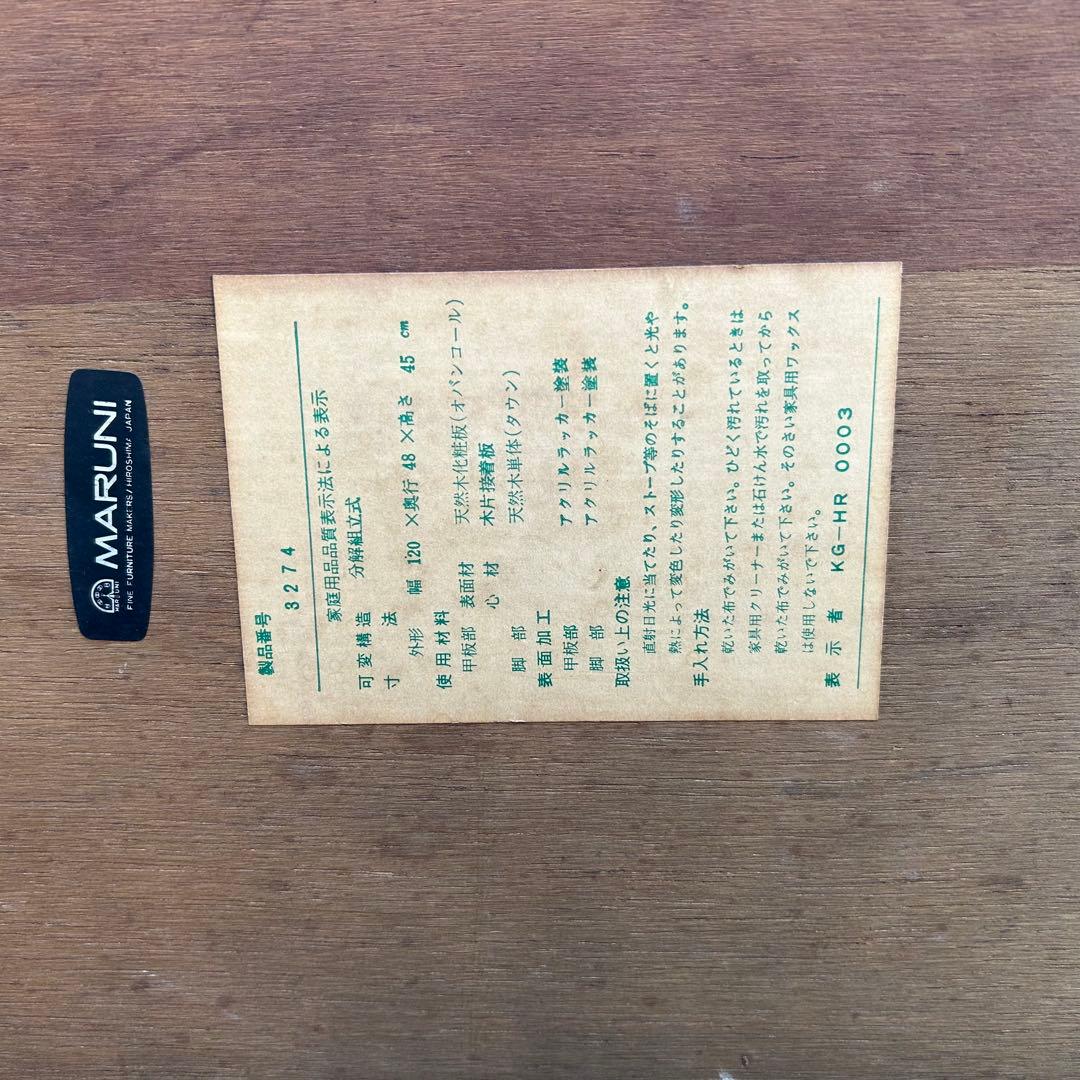 MARUNI
MARUNI
FINE FURNITURE MAKERS / HIROSHIMA JAPAN
製品番号
3274
家庭用品品質表示法による表示
可変構造 分解組立式
寸法
外形 幅 120 ×奥行 48 ×高さ 45 cm
使用材料
甲板部 表面材 天然木化粧板(オバンコール)
心材 木片接着板
脚部 天然木単体(タウン)
表面加工
甲板部 アクリルラッカー塗装
脚部 アクリルラッカー塗装
取扱い上の注意
直射日光に当てたり、ストーブ等のそばに置くと光や
熱によって変色したり変形したりすることがあります。
手入れ方法
乾いた布でみがいて下さい。ひどく汚れているときは
家具用クリーナーまたは石けん水で汚れを取ってから
乾いた布でみがいて下さい。そのさい家具用ワックス
は使用しないで下さい。
表示者 KG-HR 0003